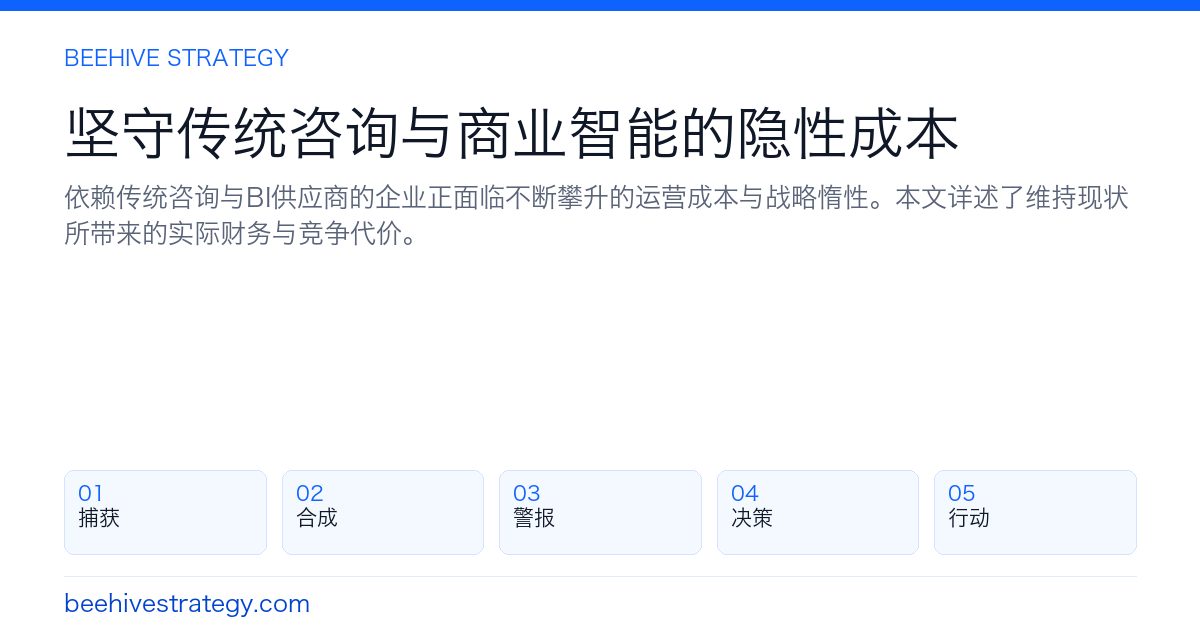 BEEHIVE STRATEGY
坚守传统咨询与商业智能的隐性成本
依赖传统咨询与BI供应商的企业正面临不断攀升的运营成本与战略惰性。本文详述了维持现状
所带来的实际财务与竞争代价。
01
捕获
02
合成
03
警报
04
决策
05
行动
beehivestrategy.com